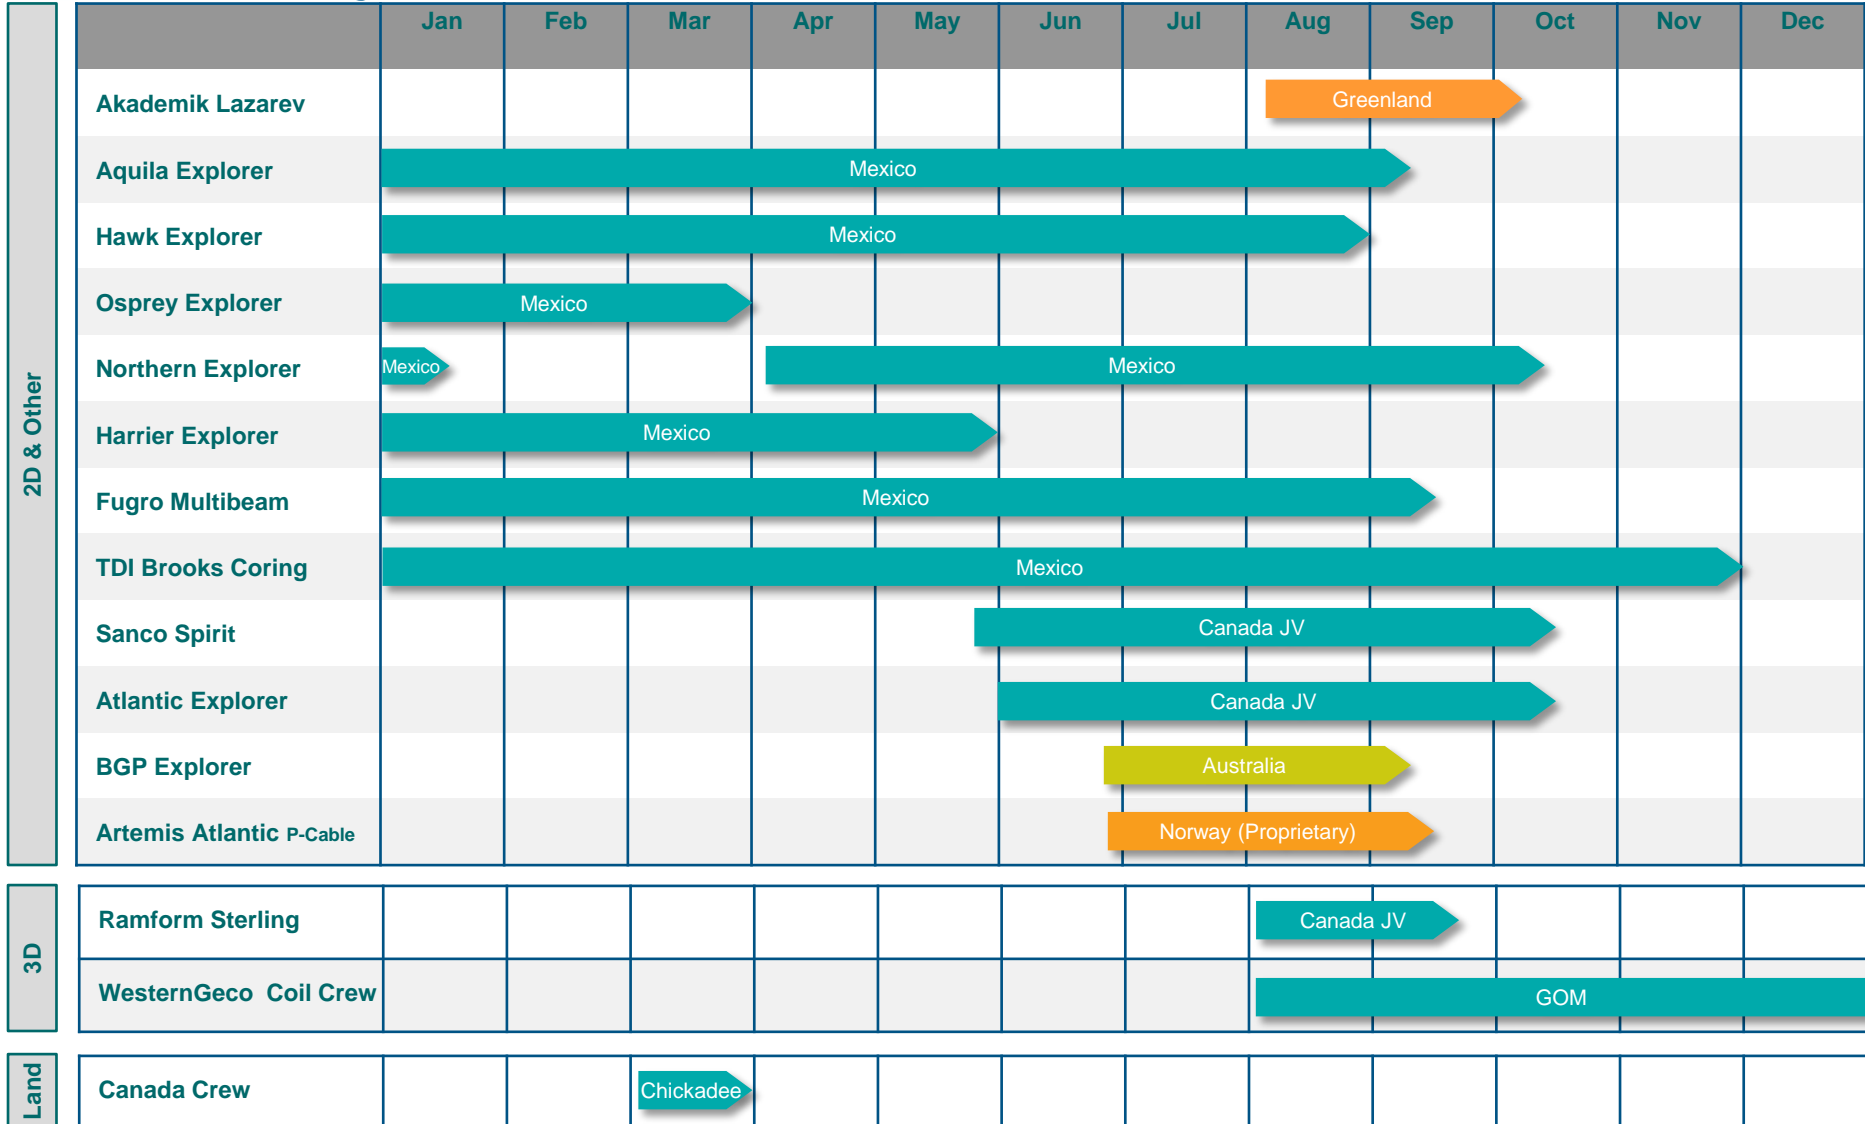 Jan Feb Mar Apr May Jun Jul Aug Sep Oct Nov Dec
2D & Other
Akademik Lazarev Greenland
Aquila Explorer Mexico
Hawk Explorer Mexico
Osprey Explorer Mexico
Northern Explorer Mexico Mexico
Harrier Explorer Mexico
Fugro Multibeam Mexico
TDI Brooks Coring Mexico
Sanco Spirit Canada JV
Atlantic Explorer Canada JV
BGP Explorer Australia
Artemis Atlantic P-Cable Norway (Proprietary)
3D
Ramform Sterling Canada JV
WesternGeco Coil Crew GOM
Land
Canada Crew Chickadee